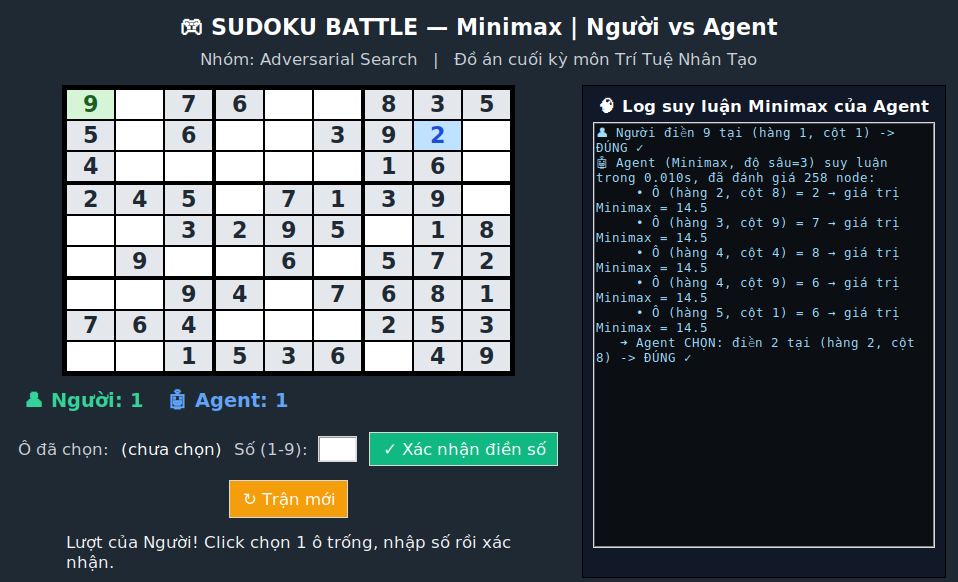 🎮 SUDOKU BATTLE — Minimax | Người vs Agent
Nhóm: Adversarial Search | Đồ án cuối kỳ môn Trí Tuệ Nhân Tạo
9 7 6 8 3 5
5 6 3 9 2
4 1 6
2 4 5 7 1 3 9
3 2 9 5 1 8
9 6 5 7 2
9 4 7 6 8 1
7 6 4 2 5 3
1 5 3 6 4 9
👤 Người: 1 🤖 Agent: 1
Ô đã chọn: (chưa chọn) Số (1-9):
✓ Xác nhận điền số
↻ Trận mới
Lượt của Người! Click chọn 1 ô trống, nhập số rồi xác
nhận.
🧠 Log suy luận Minimax của Agent
👤 Người điền 9 tại (hàng 1, cột 1) ->
ĐÚNG ✓
🤖 Agent (Minimax, độ sâu=3) suy luận
trong 0.010s, đã đánh giá 258 node:
• Ô (hàng 2, cột 8) = 2 → giá trị
Minimax = 14.5
• Ô (hàng 3, cột 9) = 7 → giá trị
Minimax = 14.5
• Ô (hàng 4, cột 4) = 8 → giá trị
Minimax = 14.5
• Ô (hàng 4, cột 9) = 6 → giá trị
Minimax = 14.5
• Ô (hàng 5, cột 1) = 6 → giá trị
Minimax = 14.5
➜ Agent CHỌN: điền 2 tại (hàng 2, cột
8) -> ĐÚNG ✓